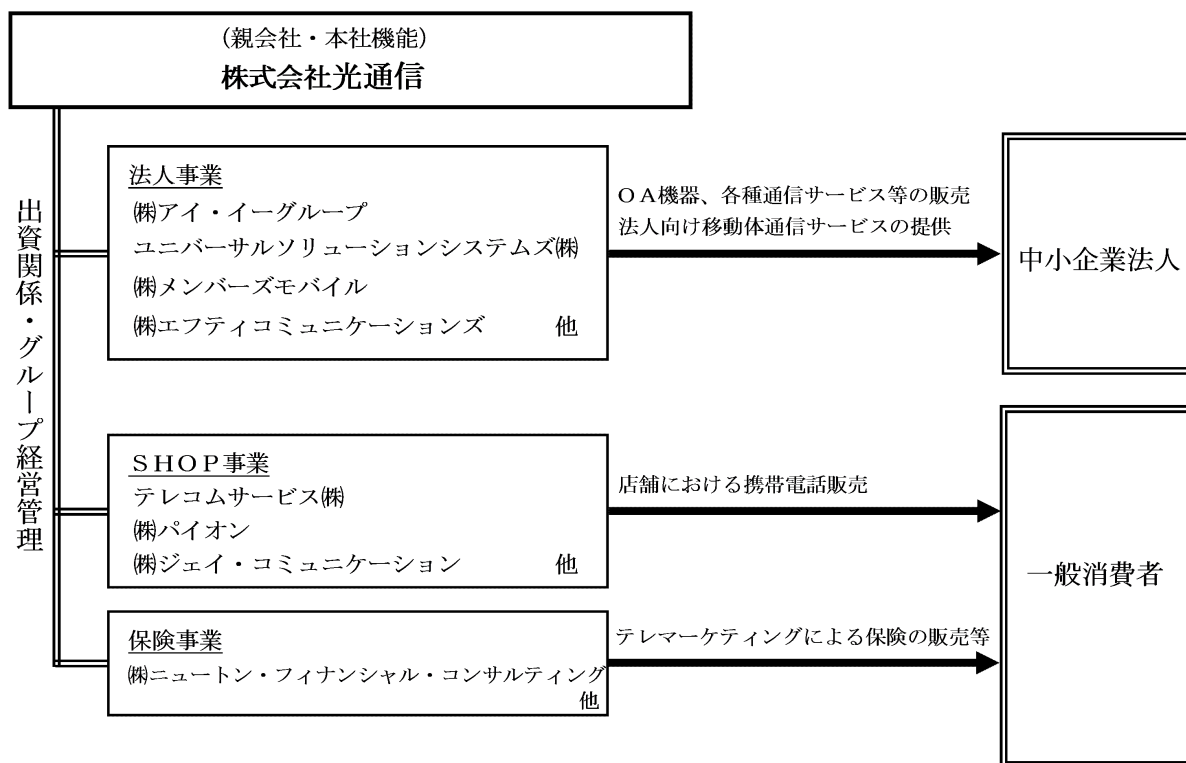 (親会社・本社機能)
株式会社光通信
出資関係・グループ経営管理
法人事業
㈱アイ・イーグループ
ユニバーサルソリューションシステムズ㈱
㈱メンバーズモバイル
㈱エフティコミュニケーションズ 他
OA機器、各種通信サービス等の販売
法人向け移動体通信サービスの提供
中小企業法人
SHOP事業
テレコムサービス㈱
㈱パイオン
㈱ジェイ・コミュニケーション 他
店舗における携帯電話販売
一般消費者
保険事業
㈱ニュートン・フィナンシャル・コンサルティング
他
テレマーケティングによる保険の販売等